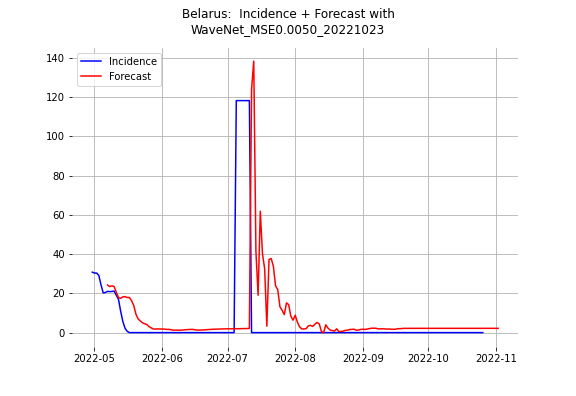 Belarus:  Incidence + Forecast with
WaveNet_MSE0.0050_20221023
Incidence
Forecast
140
120
100
80
60
40
20
0
2022-05 2022-06 2022-07 2022-08 2022-09 2022-10 2022-11